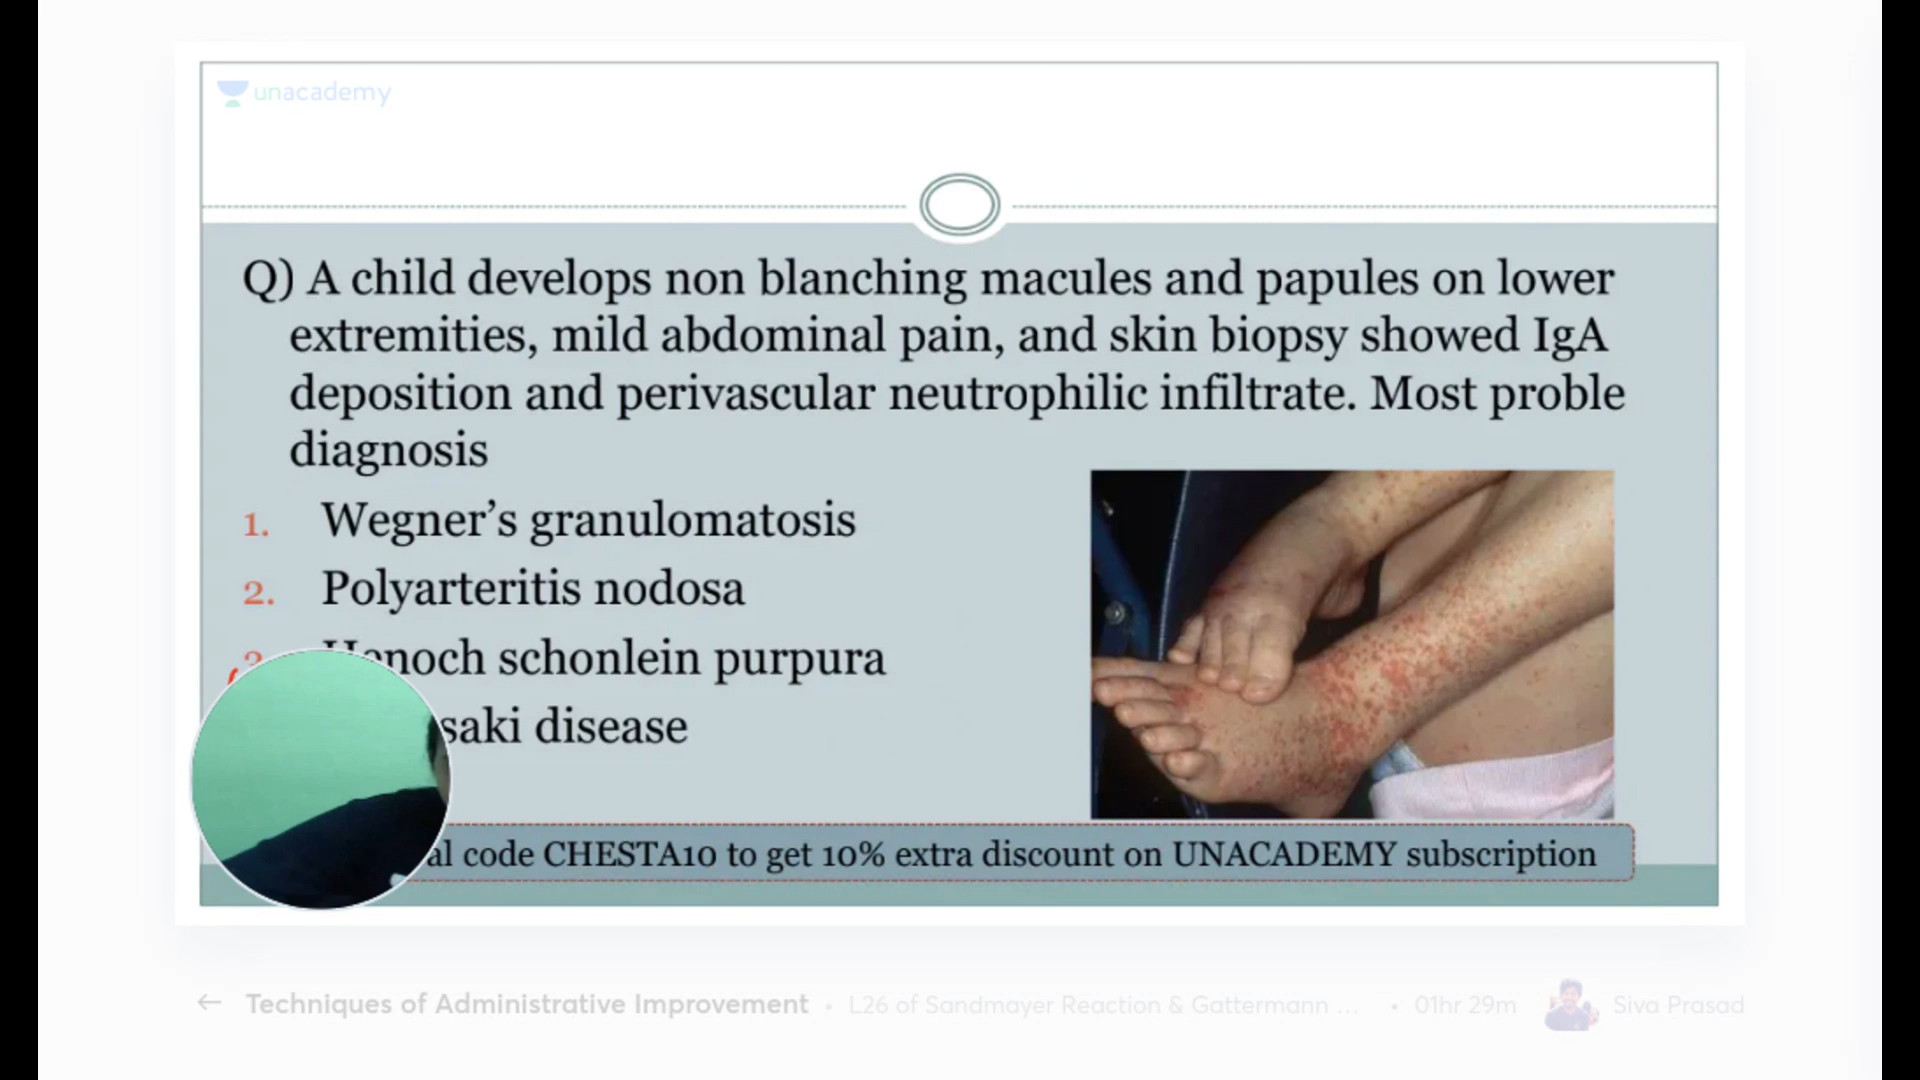 unacademy
Q) A child develops non blanching macules and papules on lower
extremities, mild abdominal pain, and skin biopsy showed IgA
deposition and perivascular neutrophilic infiltrate. Most proble
diagnosis
1. Wegner's granulomatosis
2. Polyarteritis nodosa
3. Henoch schonlein purpura
saki disease
al code CHESTA10 to get 10% extra discount on UNACADEMY subscription
← Techniques of Administrative Improvement • L26 of Sandmayer Reaction & Gattermann ... • 01hr 29m Siva Prasad